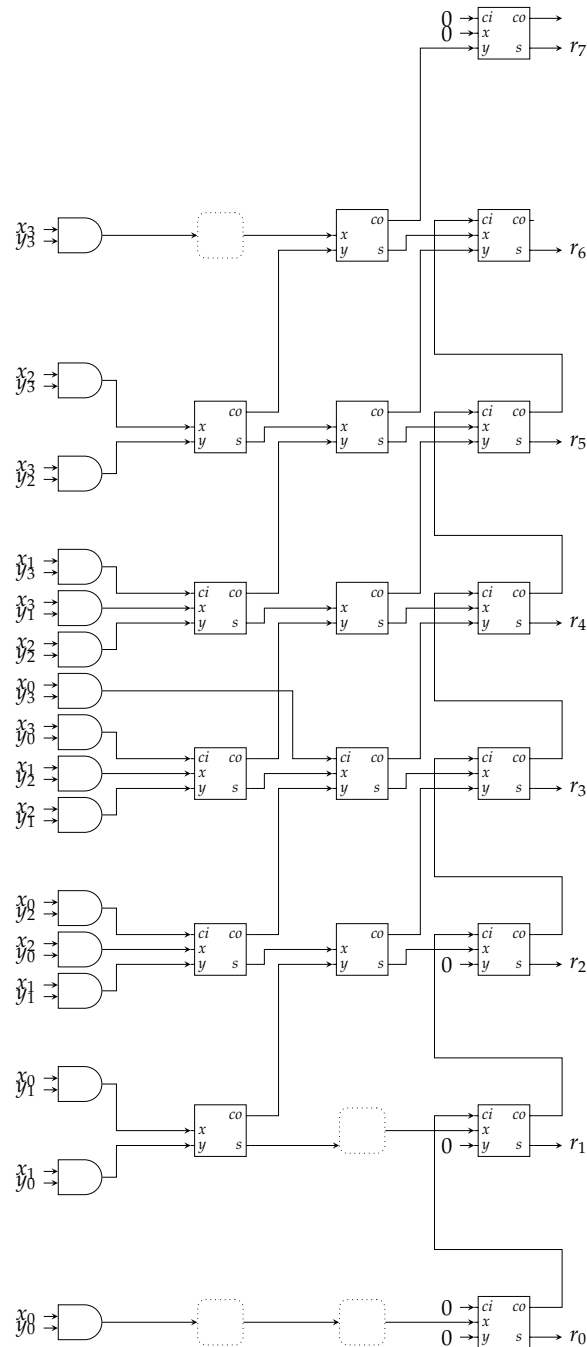 0 ci co
0 x
y s r7
x3 co ci co
y3 x x
y s y s r6
x2
y3 co co ci co
x x x
x3 y s y s y s r5
y2
x1
y3 ci co co ci co
x3
y1 x x x
x2 y s y s y s r4
y2
x0
y3
x3
y0 ci co ci co ci co
x1
y2 x x x
x2 y s y s y s r3
y1
x0
y2 ci co co ci co
x2
y0 x x x
x1 y s y s 0 y s r2
y1
x0
y1 co ci co
x x
x1 y s 0 y s r1
y0
x0 0 ci co
y0 x
0 y s r0